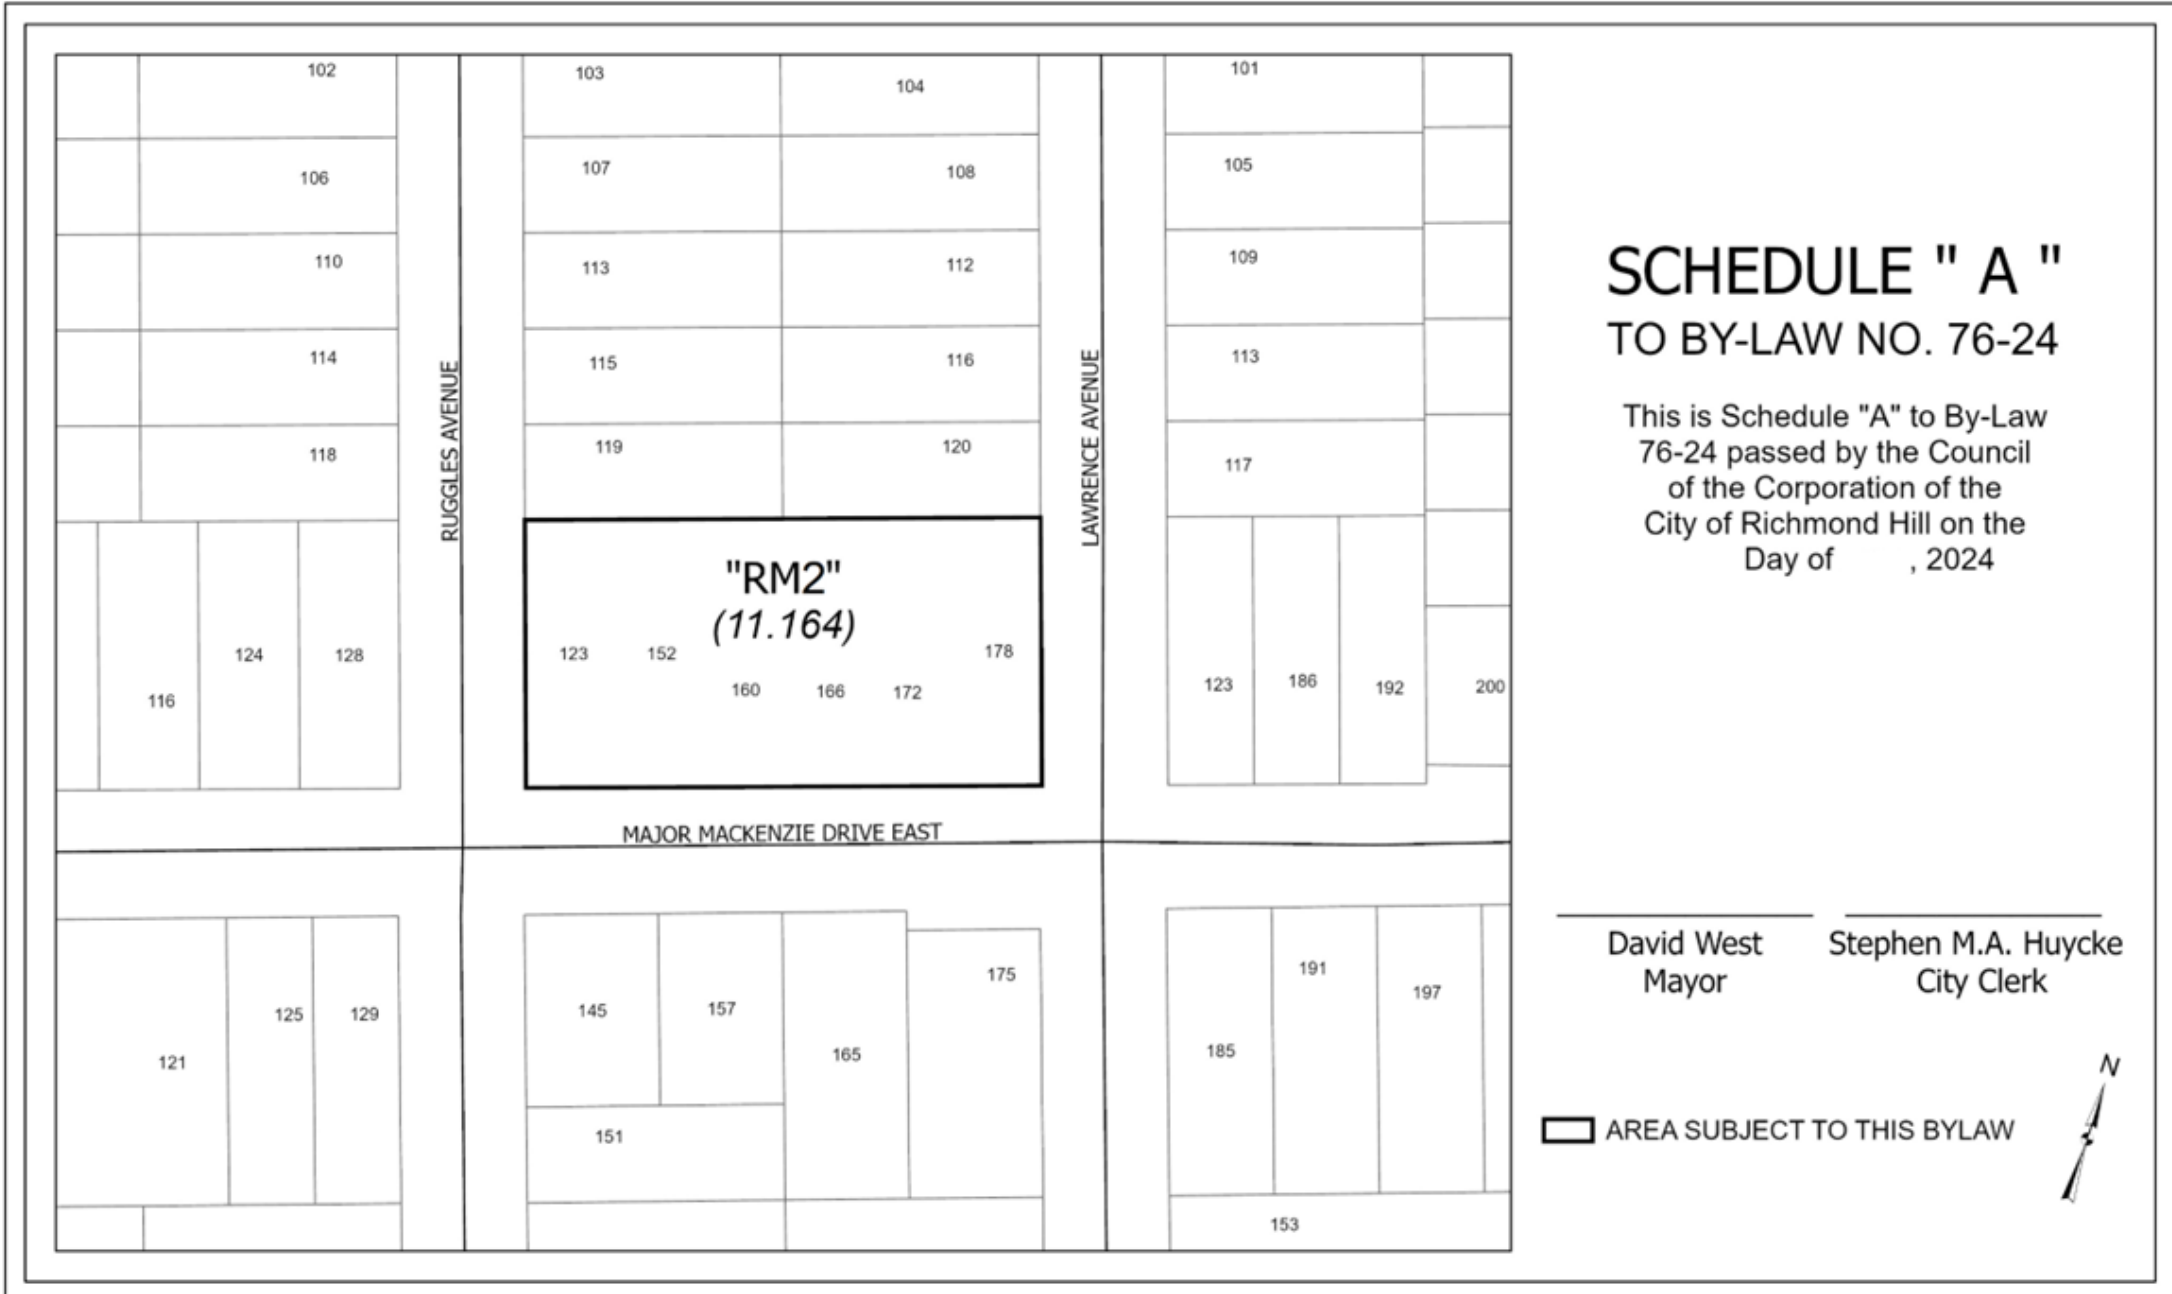 102
103
104
101
106
107
108
105
110
113
112
109
114
115
116
113
118
119
120
117
RUGGLES AVENUE
LAWRENCE AVENUE
"RM2"
(11.164)
116
124
128
123
152
160
166
172
178
123
186
192
200
MAJOR MACKENZIE DRIVE EAST
121
125
129
145
157
165
175
151
185
191
197
153
SCHEDULE " A "
TO BY-LAW NO. 76-24
This is Schedule "A" to By-Law
76-24 passed by the Council
of the Corporation of the
City of Richmond Hill on the
Day of , 2024
David West
Mayor
Stephen M.A. Huycke
City Clerk
N
AREA SUBJECT TO THIS BYLAW